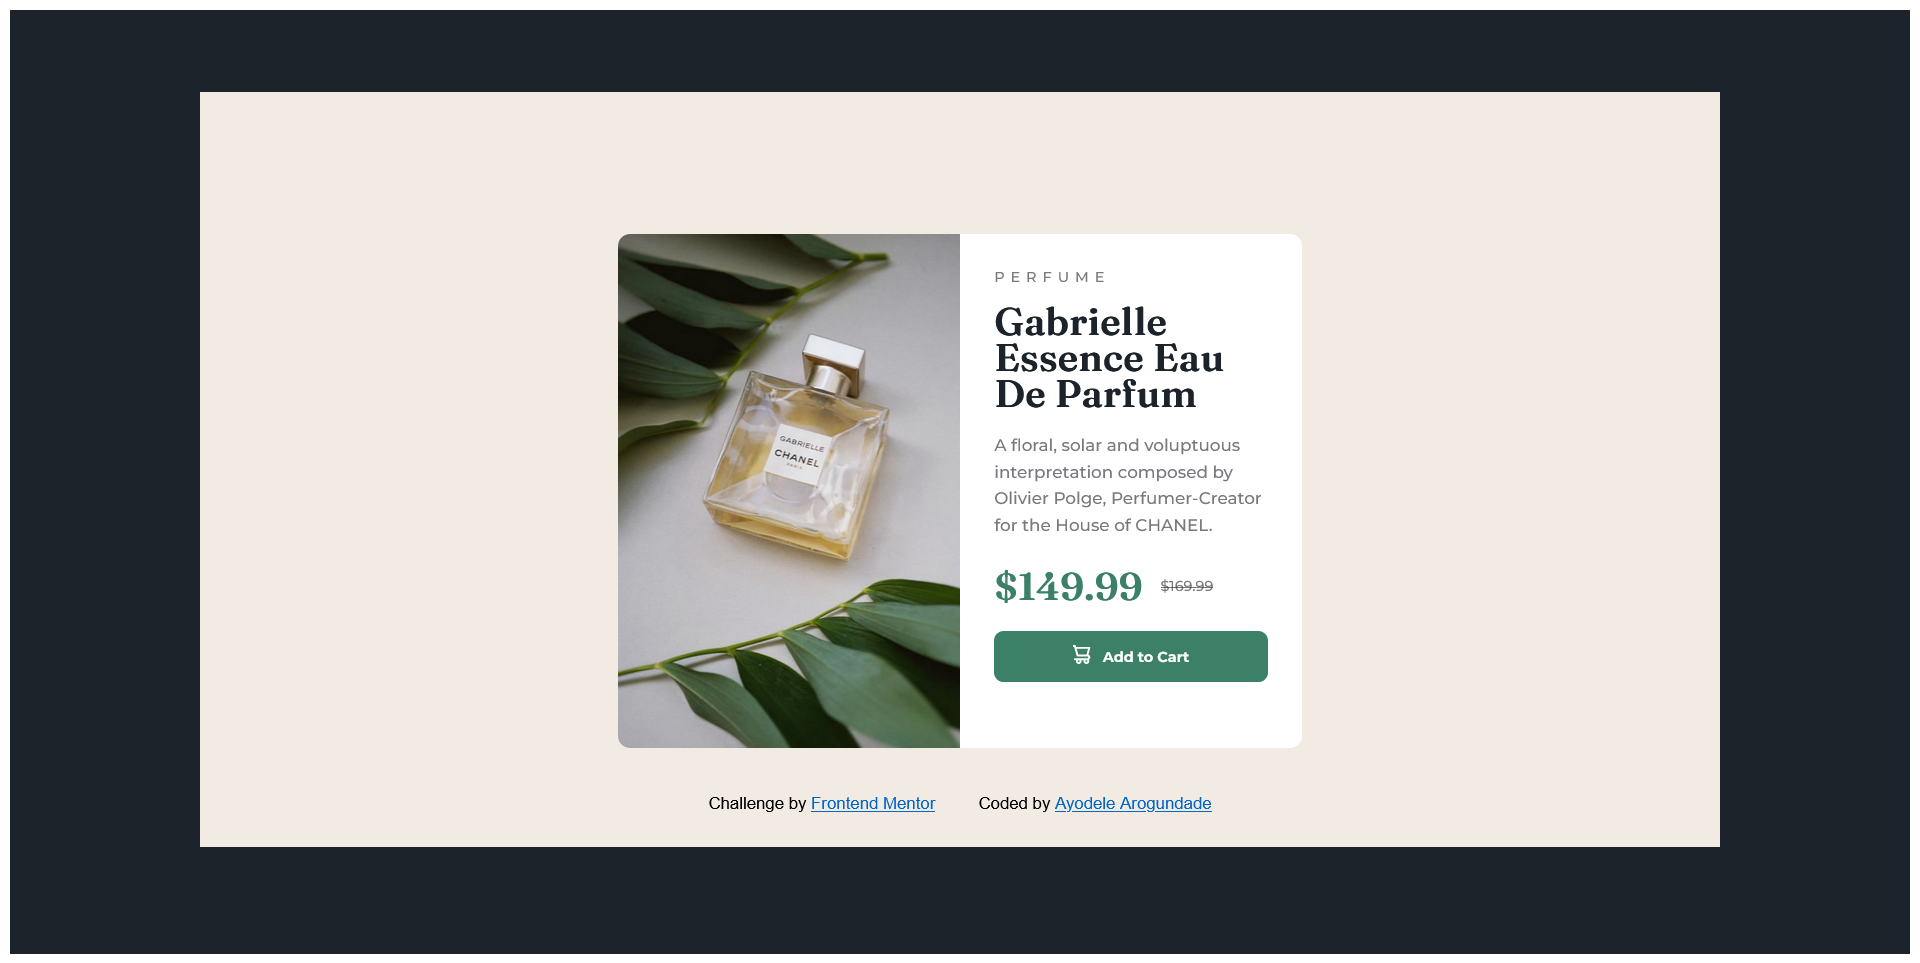 GABRIELLE
CHANEL
PARIS
PERFUME
Gabrielle
Essence Eau
De Parfum
A floral, solar and voluptuous
interpretation composed by
Olivier Polge, Perfumer-Creator
for the House of CHANEL.
$149.99 $169.99
Add to Cart
Challenge by Frontend Mentor Coded by Ayodele Arogundade